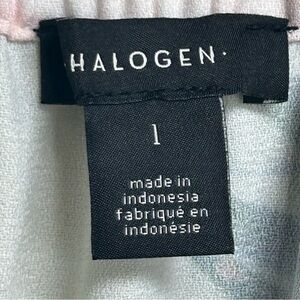 ·HALOGEN·
1
made in
indonesia
fabriqué en
indonésie